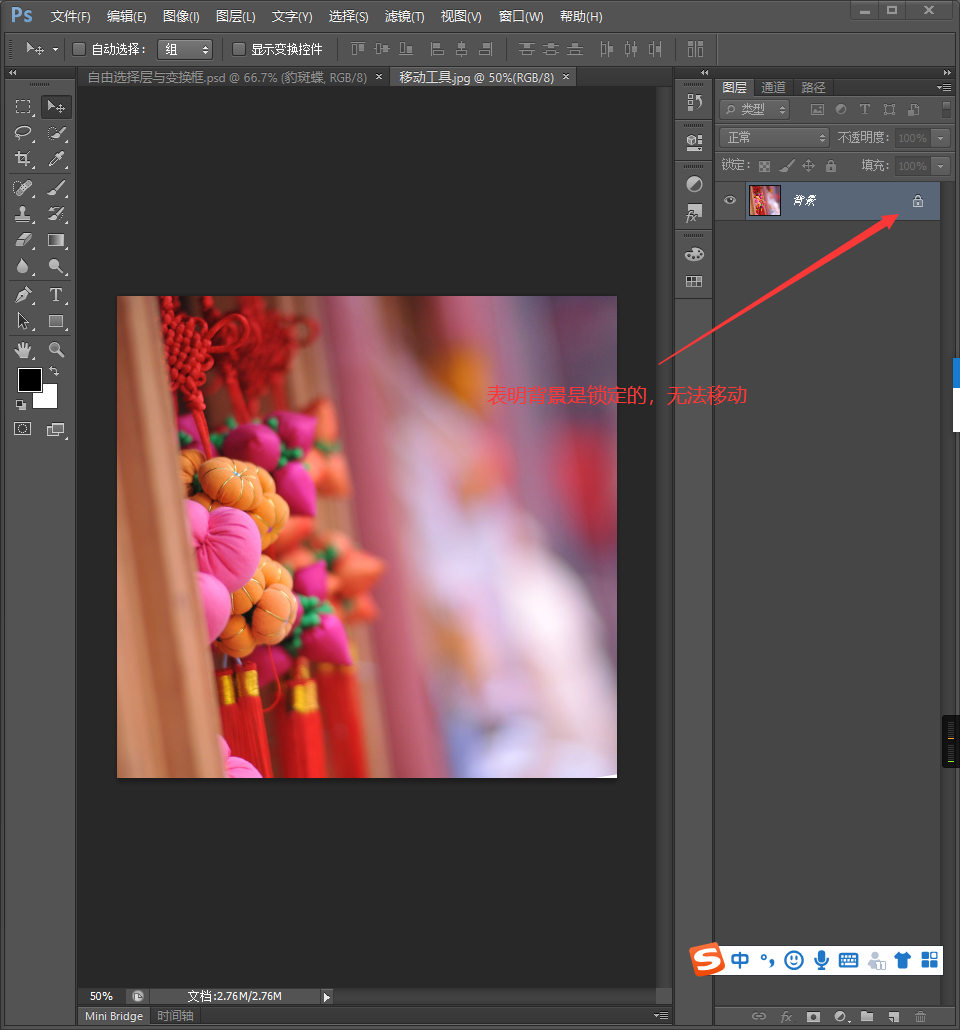 Ps 文件(F) 编辑(E) 图像(I) 图层(L) 文字(Y) 选择(S) 滤镜(T) 视图(V) 窗口(W) 帮助(H)
自动选择： 组 显示变换控件
自由选择层与变换框.psd @ 66.7% (豹斑蝶, RGB/8) × 移动工具.jpg @ 50%(RGB/8) ×
图层 通道 路径
类型
正常 不透明度: 100%
锁定: 填充: 100%
背景
表明背景是锁定的，无法移动
中
50% 文档:2.76M/2.76M
Mini Bridge 时间轴
fx